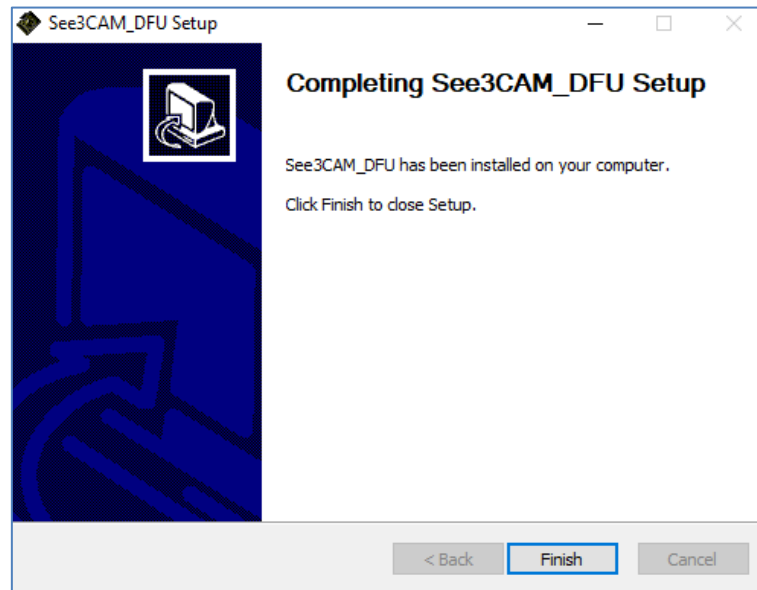 See3CAM_DFU Setup
Completing See3CAM_DFU Setup
See3CAM_DFU has been installed on your computer.
Click Finish to close Setup.
< Back
Finish
Cancel